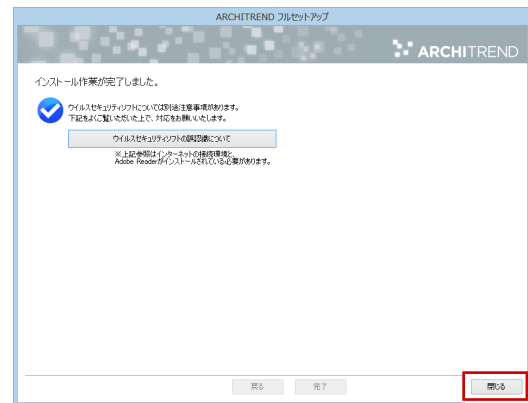 ARCHITREND フルセットアップ
ARCHITREND
インストール作業が完了しました。
ウイルスセキュリティソフトについては別途注意事項があります。
下記をよくご覧いただいた上で、対応をお願いいたします。
ウイルスセキュリティソフトの誤認識について
※上記参照はインターネットの接続環境と、
Adobe Readerがインストールされている必要があります。
戻る 完了 閉じる